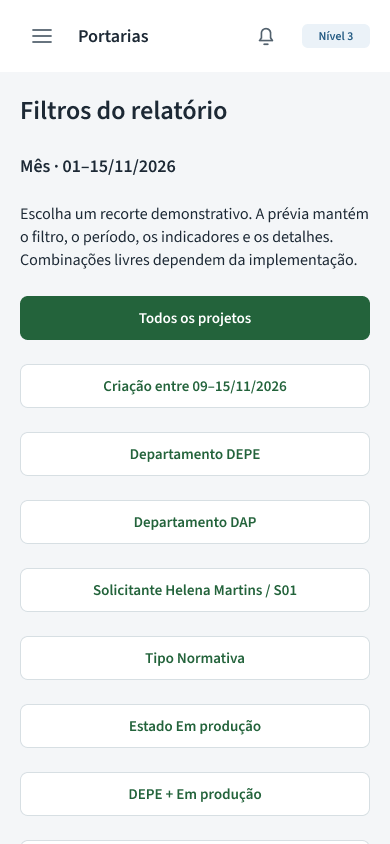 Portarias
Nível 3
Filtros do relatório
Mês · 01–15/11/2026
Escolha um recorte demonstrativo. A prévia mantém
o filtro, o período, os indicadores e os detalhes.
Combinações livres dependem da implementação.
Todos os projetos
Criação entre 09–15/11/2026
Departamento DEPE
Departamento DAP
Solicitante Helena Martins / S01
Tipo Normativa
Estado Em produção
DEPE + Em produção